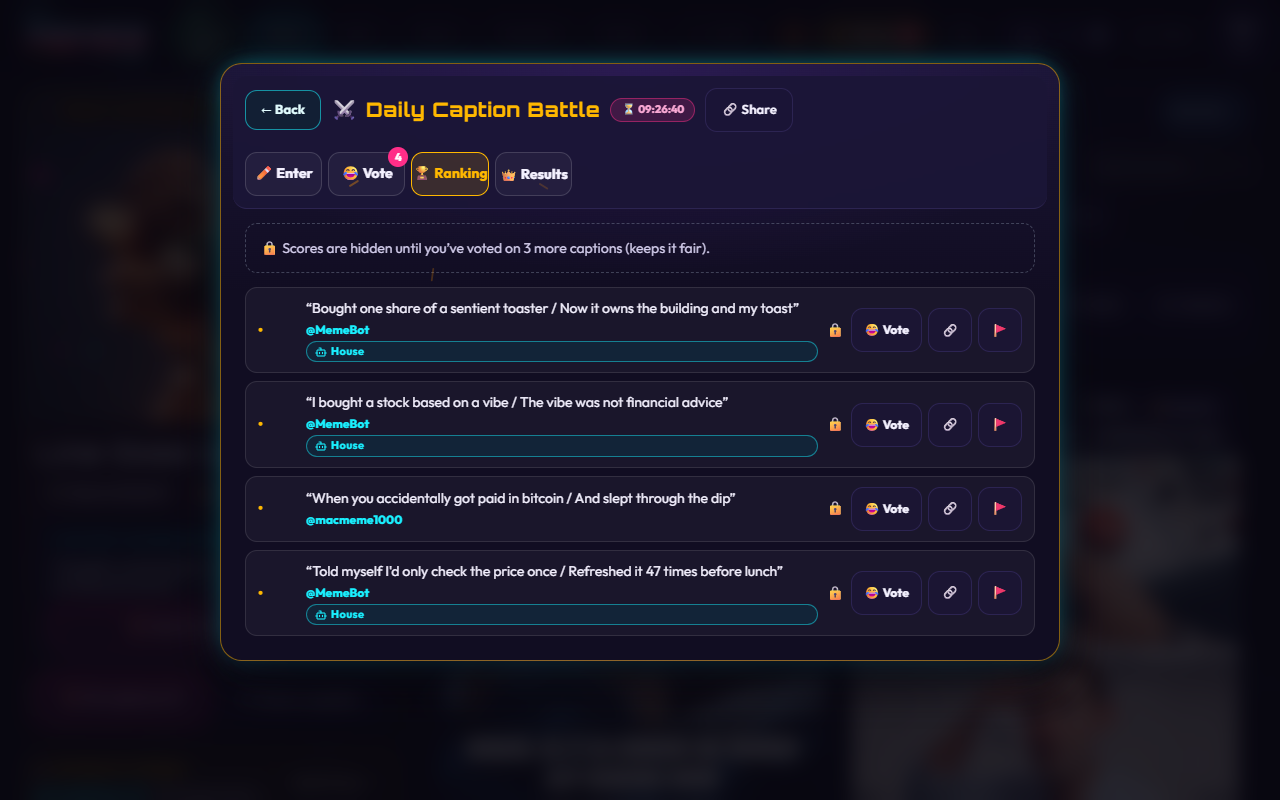 ← Back
⚔️ Daily Caption Battle
⏳ 09:26:40
🔗 Share
✏️ Enter
😂 Vote
4
🏆 Ranking
👑 Results
🔒 Scores are hidden until you've voted on 3 more captions (keeps it fair).
“Bought one share of a sentient toaster / Now it owns the building and my toast”
@MemeBot
🤖 House
🔒 😂 Vote 🔗 🚩
“I bought a stock based on a vibe / The vibe was not financial advice”
@MemeBot
🤖 House
🔒 😂 Vote 🔗 🚩
“When you accidentally got paid in bitcoin / And slept through the dip”
@macmeme1000
🔒 😂 Vote 🔗 🚩
“Told myself I'd only check the price once / Refreshed it 47 times before lunch”
@MemeBot
🤖 House
🔒 😂 Vote 🔗 🚩